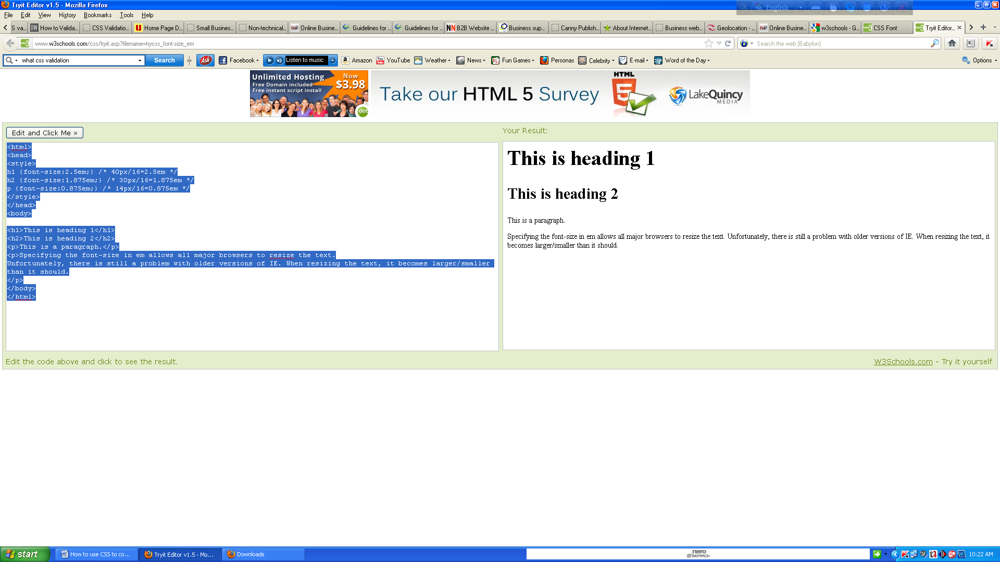 Tryit Editor v1.5 - Mozilla Firefox
English
File Edit View History Bookmarks Tools Help
S va... How to Valida... CSS Validatio... Home Page D... Small Business... Non-technical... Online Busine... Guidelines for ... Guidelines for ... B2B Website ... Business sup... Canny Publish... About Internet... Business web... Geolocation - ... Online Busine... w3schools - G... CSS Font Tryit Editor...
www.w3schools.com/css/tryit.asp?filename=trycss_font-size_em
Search the web (Babylon)
what css validation Search Ask Facebook Listen to music Amazon YouTube Weather News Fun Games Personas Celebrity E-mail Word of the Day Options
Unlimited Hosting
Free Domain included
Free instant script install
Now
$3.98
dot
Take our HTML 5 Survey
HTML
5
LakeQuincy
MEDIA
Edit and Click Me »
Your Result:
<html>
<head>
<style>
h1 {font-size:2.5em;} /* 40px/16=2.5em */
h2 {font-size:1.875em;} /* 30px/16=1.875em */
p {font-size:0.875em;} /* 14px/16=0.875em */
</style>
</head>
<body>
<h1>This is heading 1</h1>
<h2>This is heading 2</h2>
<p>This is a paragraph.</p>
<p>Specifying the font-size in em allows all major browsers to resize the text.
Unfortunately, there is still a problem with older versions of IE. When resizing the text, it becomes larger/smaller
than it should.
</p>
</body>
</html>
This is heading 1
This is heading 2
This is a paragraph.
Specifying the font-size in em allows all major browsers to resize the text. Unfortunately, there is still a problem with older versions of IE. When resizing the text, it
becomes larger/smaller than it should.
Edit the code above and click to see the result.
W3Schools.com - Try it yourself
start How to use CSS to co... Tryit Editor v1.5 - Mo... Downloads
nero
SEARCH
10:22 AM